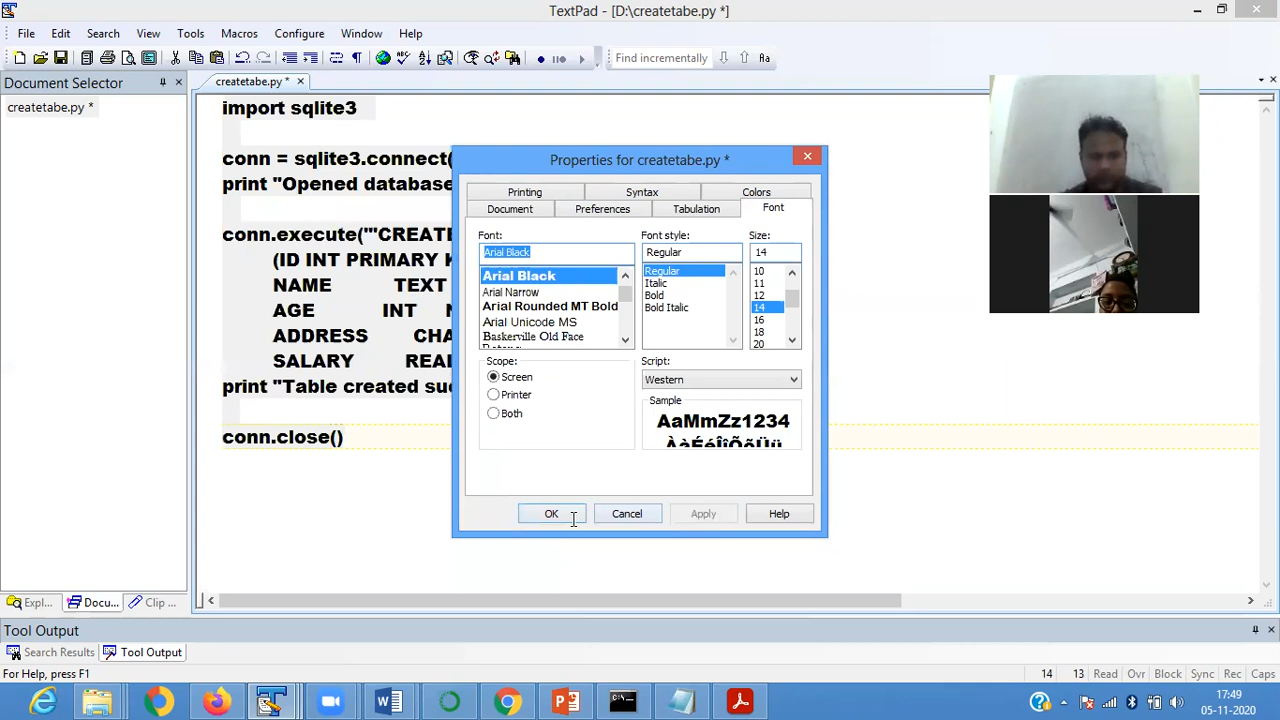 TextPad - [D:\createtabe.py *]
File Edit Search View Tools Macros Configure Window Help
Find incrementally
Aa
Document Selector
createtabe.py *
createtabe.py *
import sqlite3
conn = sqlite3.connect(
print "Opened database
conn.execute('''CREATE
(ID INT PRIMARY K
NAME TEXT
AGE INT N
ADDRESS CHA
SALARY REAL
print "Table created suc
conn.close()
Properties for createtabe.py *
Printing Syntax Colors
Document Preferences Tabulation Font
Font: Font style: Size:
Arial Black Regular 14
Arial Black
Arial Narrow
Arial Rounded MT Bold
Arial Unicode MS
Baskerville Old Face
Regular
Italic
Bold
Bold Italic
10
11
12
14
16
18
20
Scope:
Screen
Printer
Both
Script:
Western
Sample
AaMmZz1234
ÀàÉéÎîÕõÜü
OK Cancel Apply Help
Expl... Docu... Clip ...
Tool Output
Search Results Tool Output
For Help, press F1
14 13 Read Ovr Block Sync Rec Caps
17:49
05-11-2020